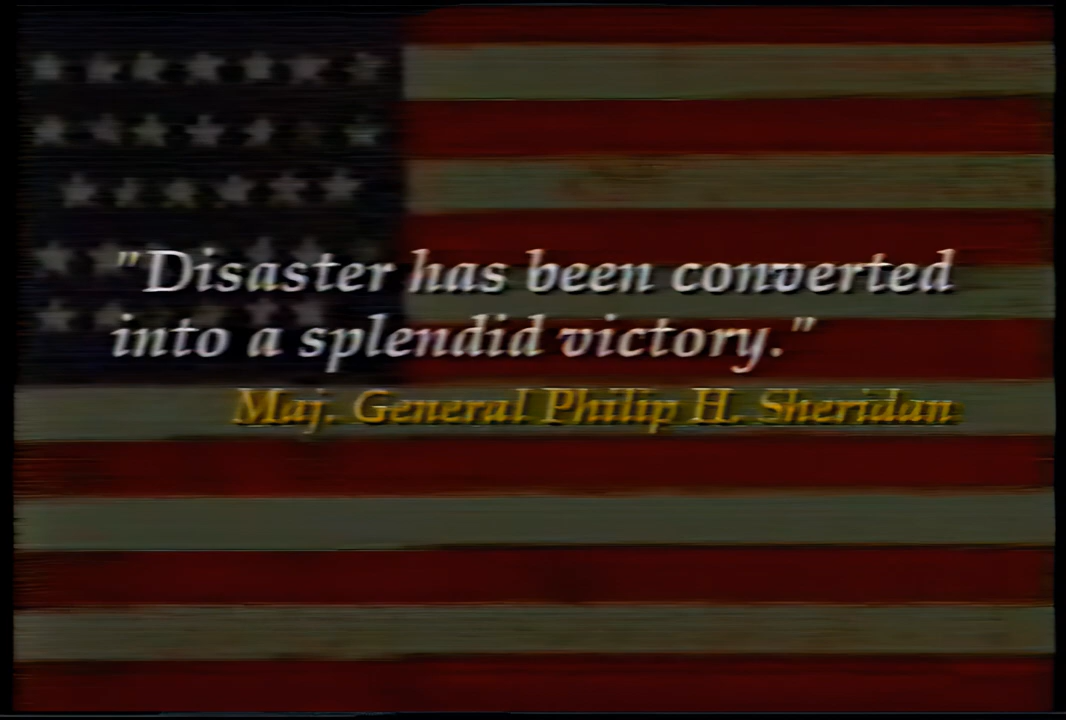 "Disaster has been converted
into a splendid victory."
Maj. General Philip H. Sheridan